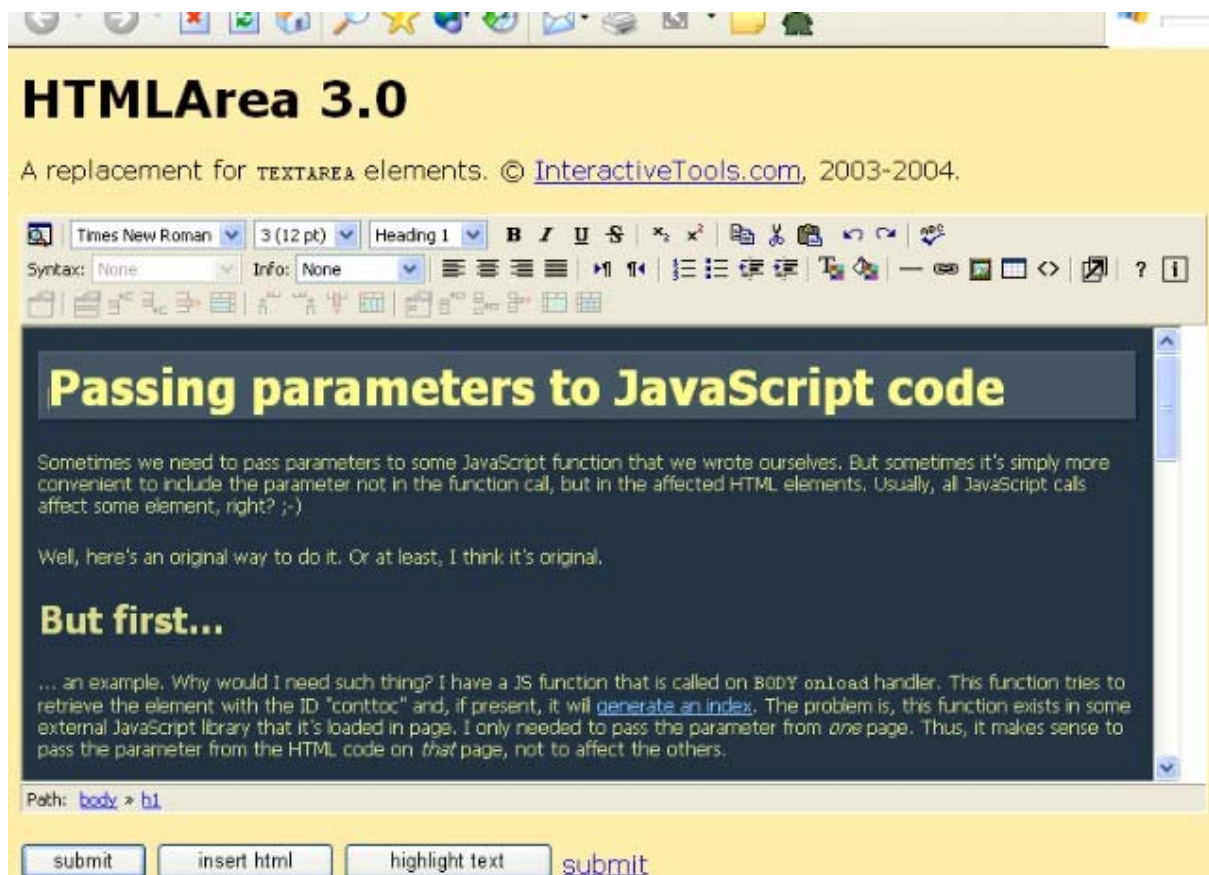 HTMLArea 3.0
A replacement for TEXTAREA elements. © InteractiveTools.com, 2003-2004.
Times New Roman 3 (12 pt) Heading 1 B I U S x₂ x²
Syntax: None Info: None ?
Passing parameters to JavaScript code
Sometimes we need to pass parameters to some JavaScript function that we wrote ourselves. But sometimes it's simply more
convenient to include the parameter not in the function call, but in the affected HTML elements. Usually, all JavaScript calls
affect some element, right? ;-)
Well, here's an original way to do it. Or at least, I think it's original.
But first...
... an example. Why would I need such thing? I have a JS function that is called on BODY onload handler. This function tries to
retrieve the element with the ID "conttoc" and, if present, it will generate an index. The problem is, this function exists in some
external JavaScript library that it's loaded in page. I only needed to pass the parameter from one page. Thus, it makes sense to
pass the parameter from the HTML code on that page, not to affect the others.
Path: body » h1
submit insert html highlight text submit